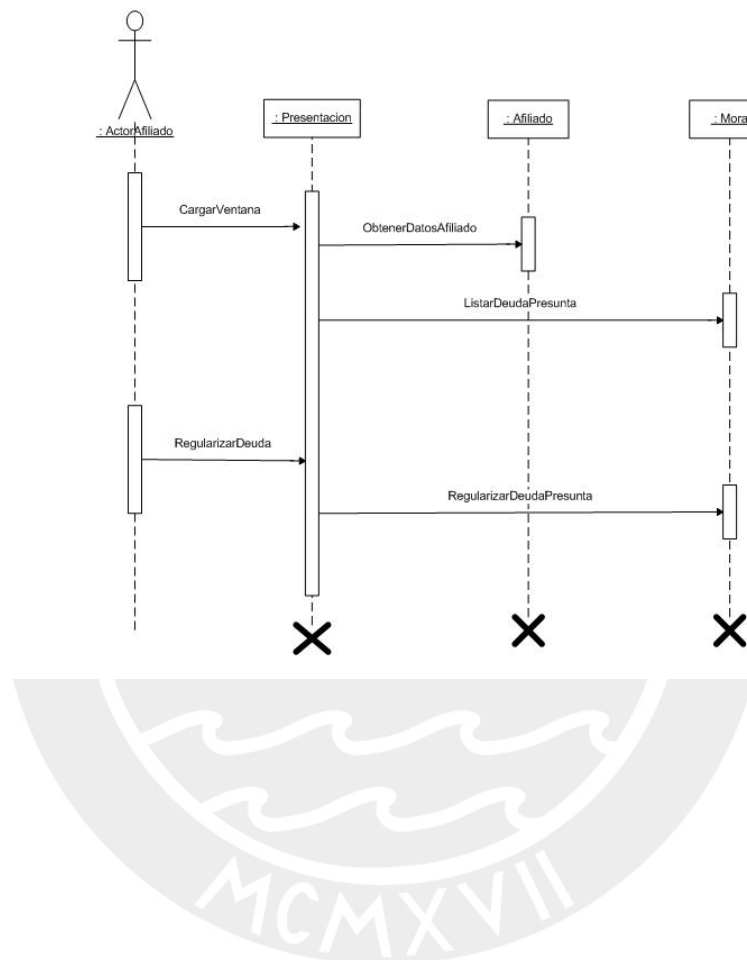 : ActorAfiliado
: Presentacion
: Afiliado
: Mora
CargarVentana
ObtenerDatosAfiliado
ListarDeudaPresunta
RegularizarDeuda
RegularizarDeudaPresunta
MCMXVII